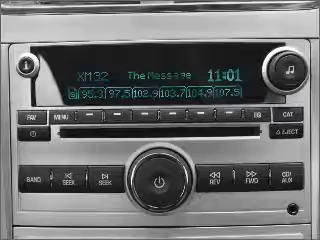 XM32 The Message 11:01
95.3 97.5 102.9 103.7 104.9 107.5
FAV MENU EQ CAT
EJECT
BAND SEEK SEEK REV FWD CD/AUX